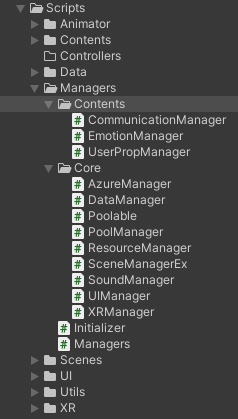 Scripts
Animator
Contents
Controllers
Data
Managers
Contents
CommunicationManager
EmotionManager
UserPropManager
Core
AzureManager
DataManager
Poolable
PoolManager
ResourceManager
SceneManagerEx
SoundManager
UIManager
XRManager
Initializer
Managers
Scenes
UI
Utils
XR